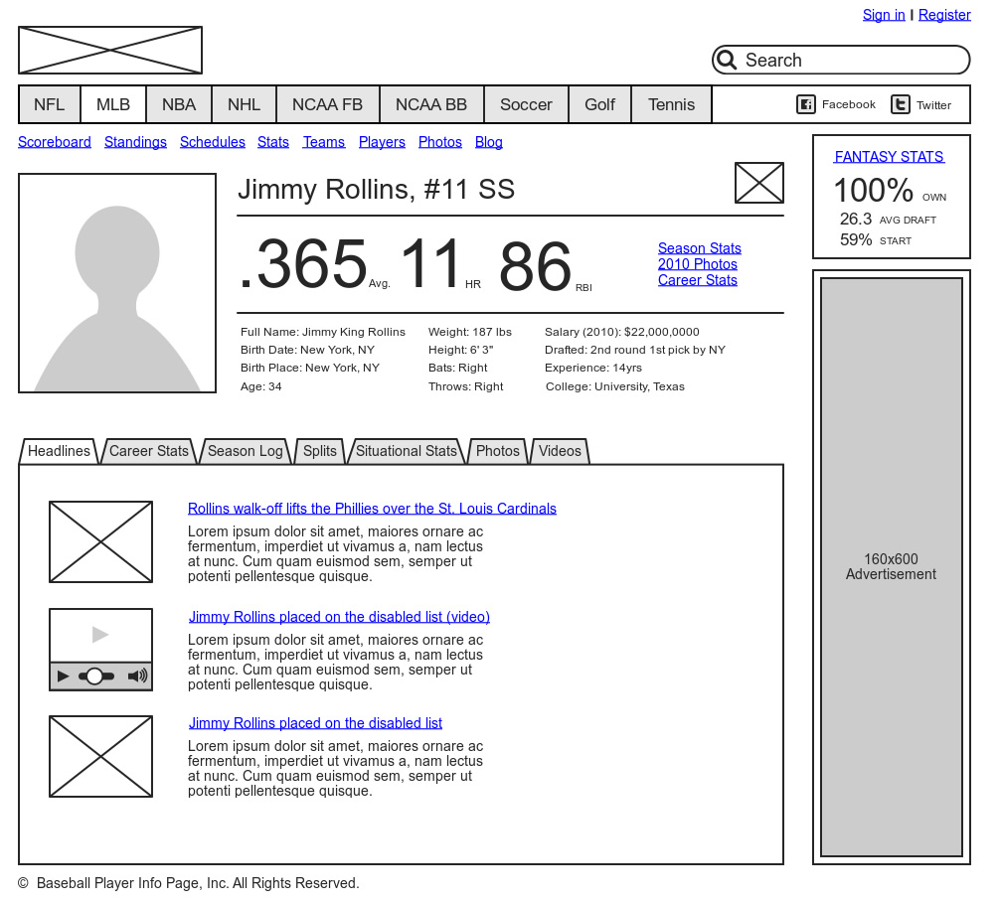 Sign in | Register
Search
NFL MLB NBA NHL NCAA FB NCAA BB Soccer Golf Tennis Facebook Twitter
Scoreboard Standings Schedules Stats Teams Players Photos Blog
Jimmy Rollins, #11 SS
.365 Avg. 11 HR 86 RBI
Season Stats
2010 Photos
Career Stats
Full Name: Jimmy King Rollins
Birth Date: New York, NY
Birth Place: New York, NY
Age: 34
Weight: 187 lbs
Height: 6' 3"
Bats: Right
Throws: Right
Salary (2010): $22,000,0000
Drafted: 2nd round 1st pick by NY
Experience: 14yrs
College: University, Texas
FANTASY STATS
100% OWN
26.3 AVG DRAFT
59% START
Headlines Career Stats Season Log Splits Situational Stats Photos Videos
Rollins walk-off lifts the Phillies over the St. Louis Cardinals
Lorem ipsum dolor sit amet, maiores ornare ac
fermentum, imperdiet ut vivamus a, nam lectus
at nunc. Cum quam euismod sem, semper ut
potenti pellentesque quisque.
Jimmy Rollins placed on the disabled list (video)
Lorem ipsum dolor sit amet, maiores ornare ac
fermentum, imperdiet ut vivamus a, nam lectus
at nunc. Cum quam euismod sem, semper ut
potenti pellentesque quisque.
Jimmy Rollins placed on the disabled list
Lorem ipsum dolor sit amet, maiores ornare ac
fermentum, imperdiet ut vivamus a, nam lectus
at nunc. Cum quam euismod sem, semper ut
potenti pellentesque quisque.
160x600
Advertisement
© Baseball Player Info Page, Inc. All Rights Reserved.